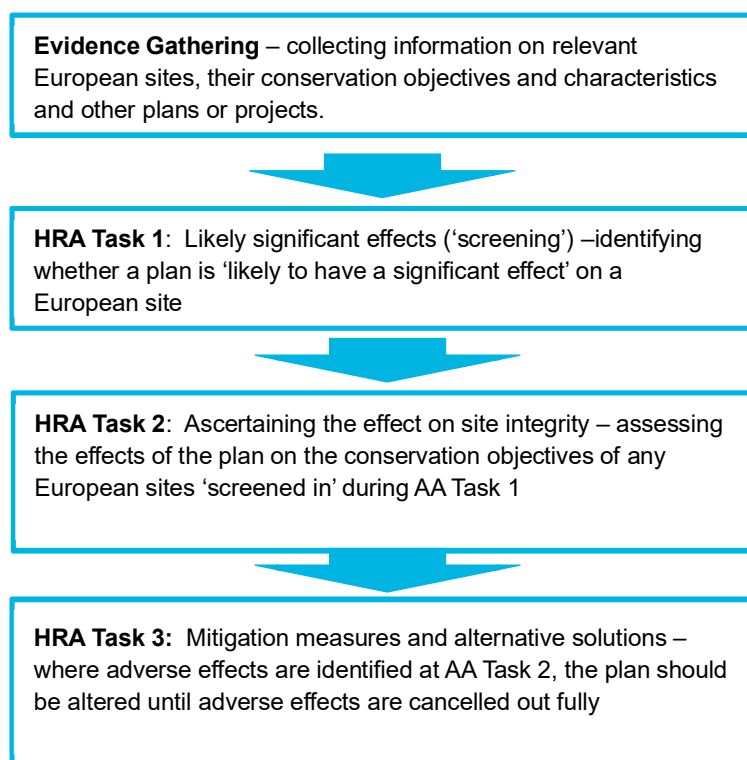 Evidence Gathering – collecting information on relevant
European sites, their conservation objectives and characteristics
and other plans or projects.
HRA Task 1:  Likely significant effects (‘screening’) –identifying
whether a plan is ‘likely to have a significant effect’ on a
European site
HRA Task 2:  Ascertaining the effect on site integrity – assessing
the effects of the plan on the conservation objectives of any
European sites ‘screened in’ during AA Task 1
HRA Task 3:  Mitigation measures and alternative solutions –
where adverse effects are identified at AA Task 2, the plan should
be altered until adverse effects are cancelled out fully